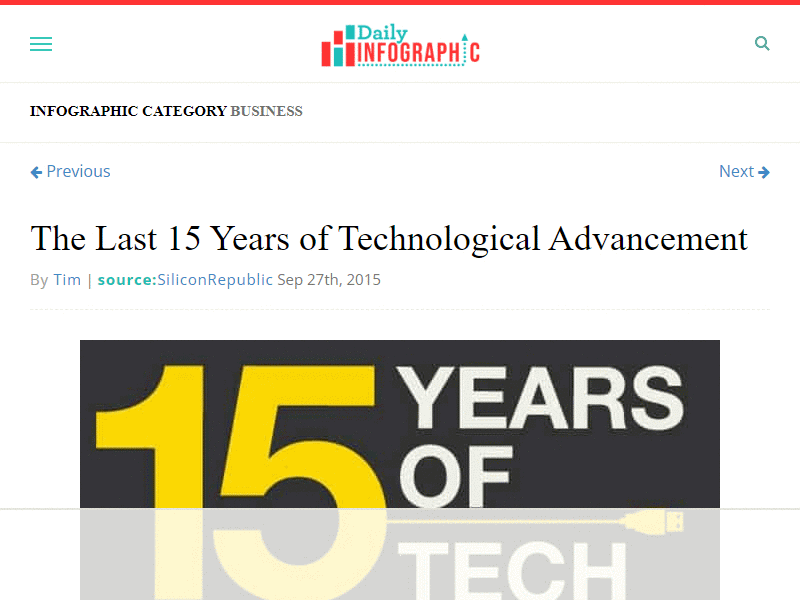 Daily
INFOGRAPHIC
INFOGRAPHIC CATEGORY BUSINESS
Previous
Next
The Last 15 Years of Technological Advancement
By Tim | source:SiliconRepublic Sep 27th, 2015
15 YEARS
OF
TECH